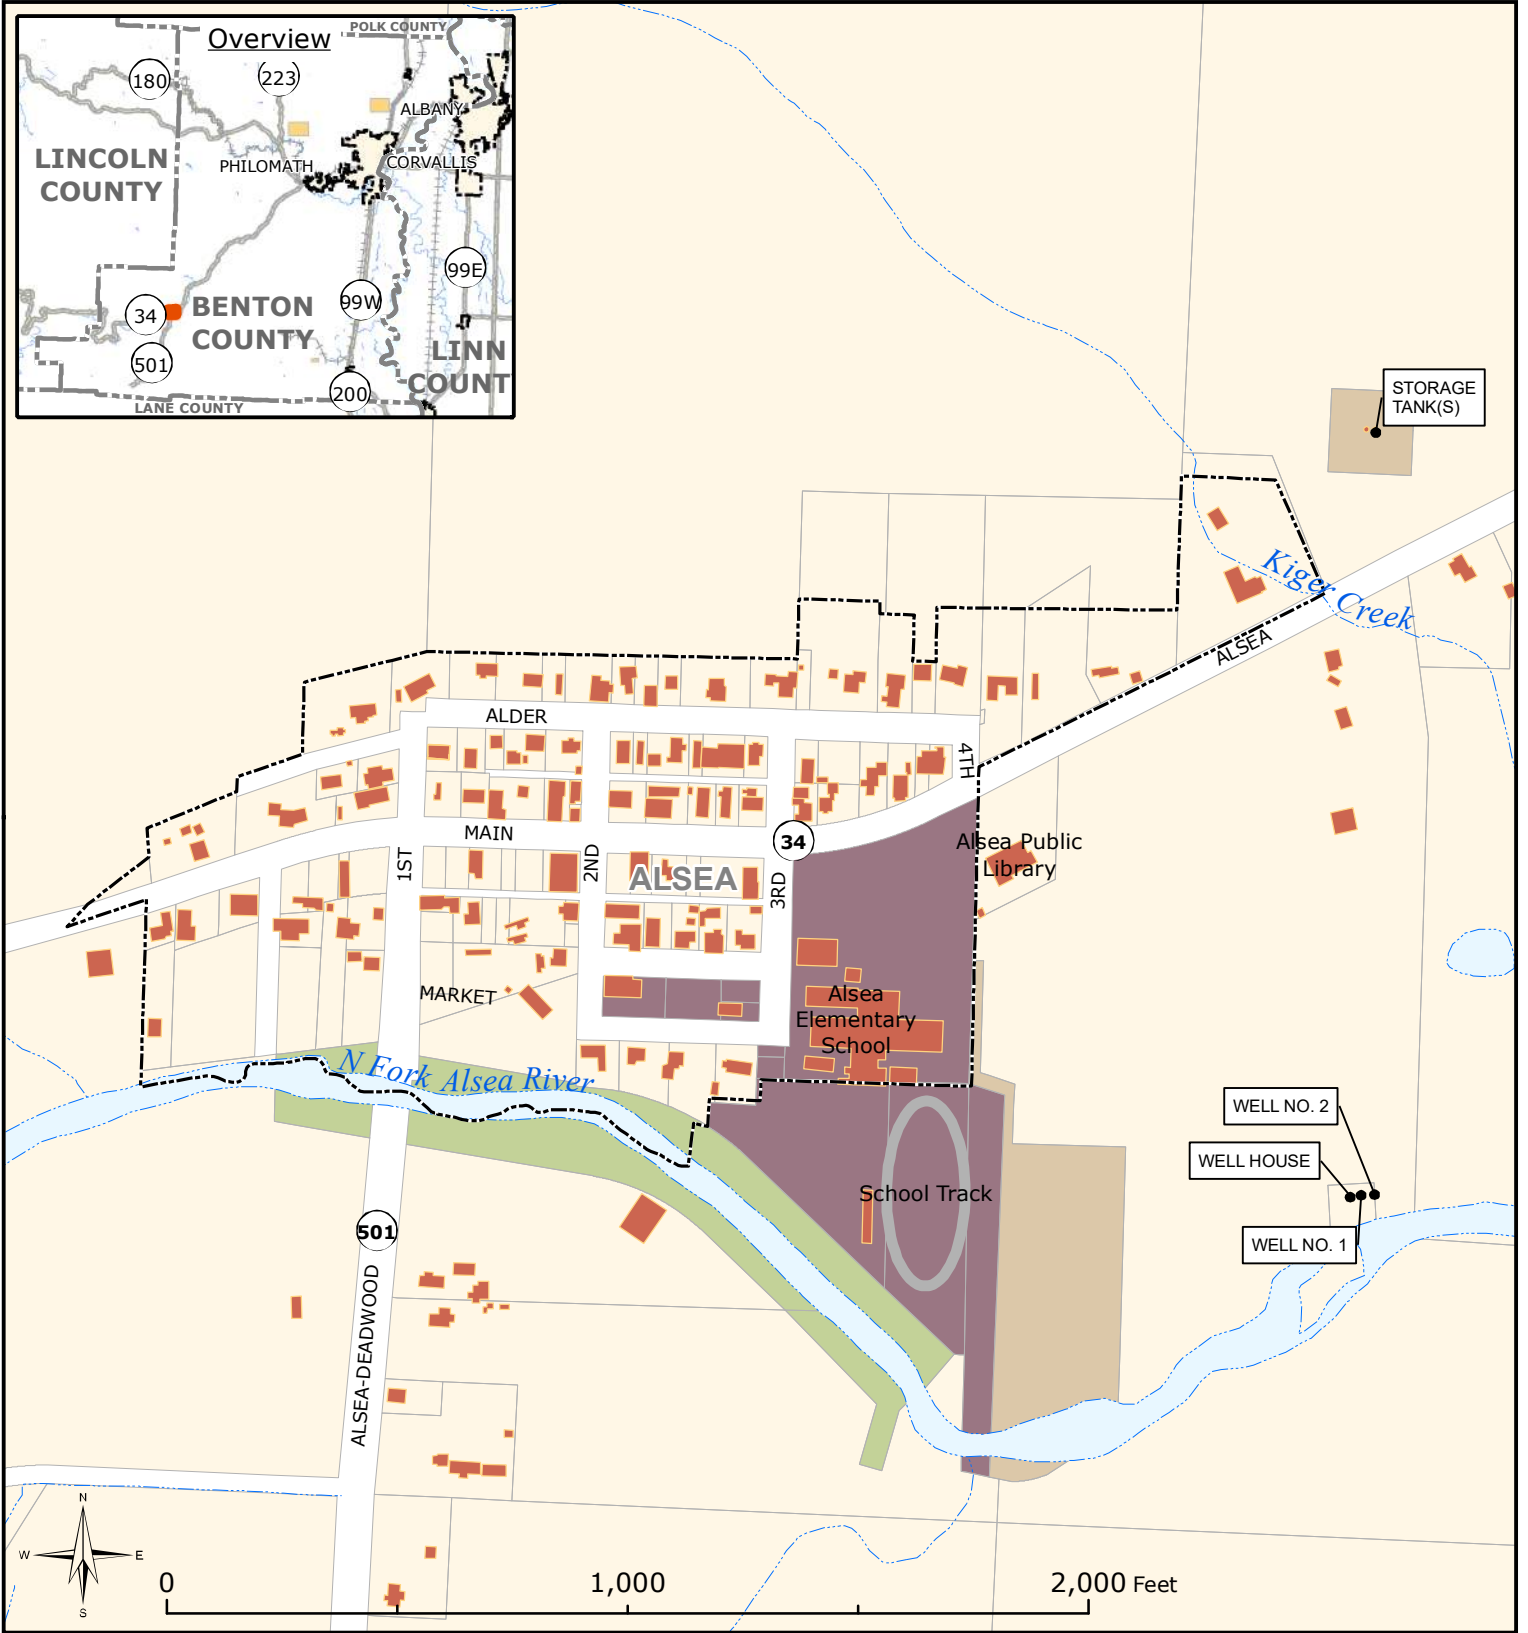 Overview
POLK COUNTY
180
223
ALBANY
LINCOLN
COUNTY
PHILOMATH
CORVALLIS
99E
34
BENTON
COUNTY
99W
501
LINN
COUNT
200
LANE COUNTY
STORAGE
TANK(S)
Kiger Creek
ALSEA
ALDER
4TH
MAIN
34
1ST
2ND
ALSEA
3RD
Alsea Public
Library
MARKET
Alsea
Elementary
School
N Fork Alsea River
WELL NO. 2
WELL HOUSE
School Track
WELL NO. 1
501
ALSEA-DEADWOOD
N
W
E
S
0
1,000
2,000 Feet